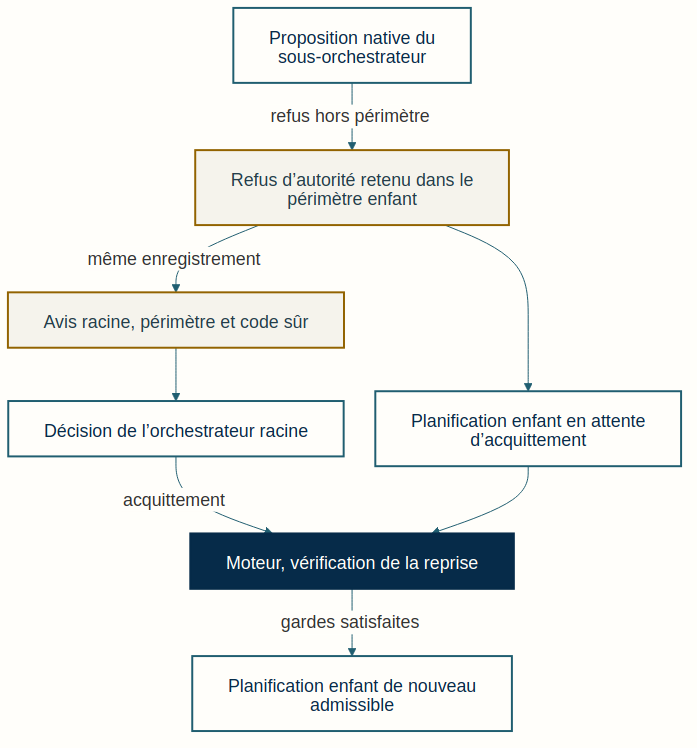 Proposition native du
sous-orchestrateur
refus hors périmètre
Refus d’autorité retenu dans le
périmètre enfant
même enregistrement
Avis racine, périmètre et code sûr
Décision de l’orchestrateur racine
Planification enfant en attente
d’acquittement
acquittement
Moteur, vérification de la reprise
gardes satisfaites
Planification enfant de nouveau
admissible